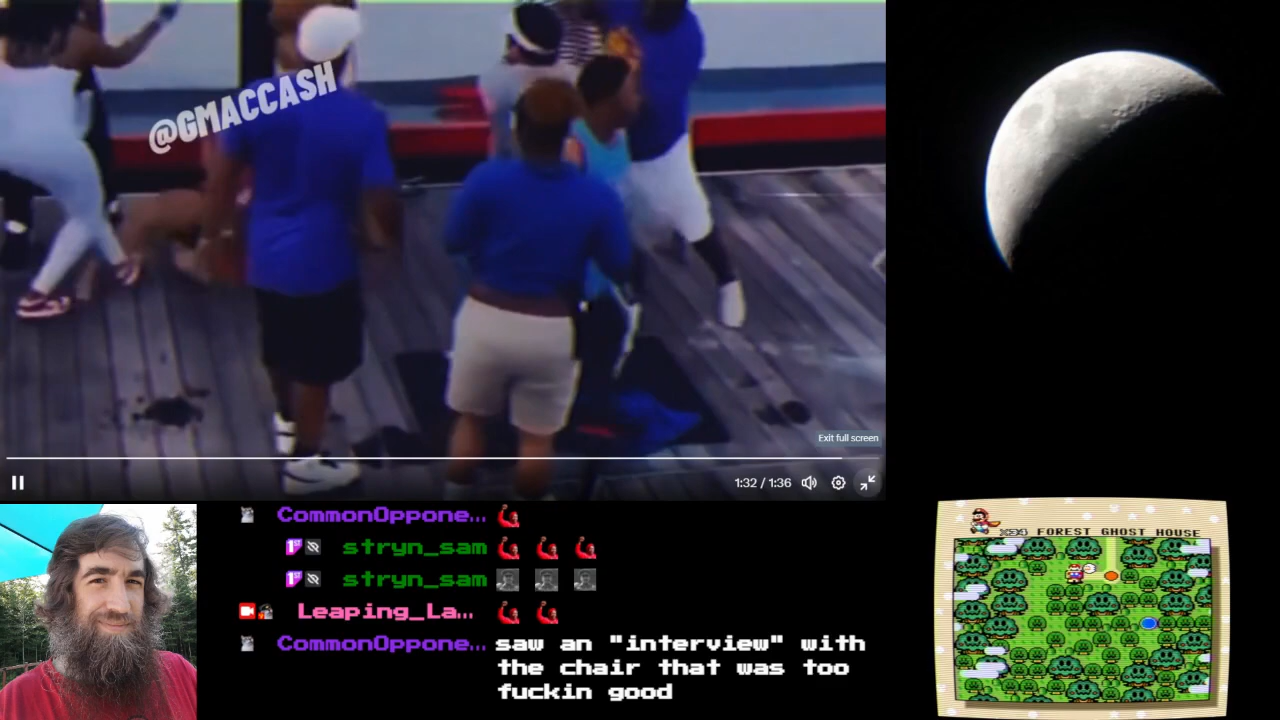 @GMACCASH
Exit full screen
1:32 / 1:36
CommonOppone...
stryn_sam
stryn_sam
Leaping_La...
CommonOppone... saw an "interview" with
the chair that was too
fuckin good
FOREST GHOST HOUSE